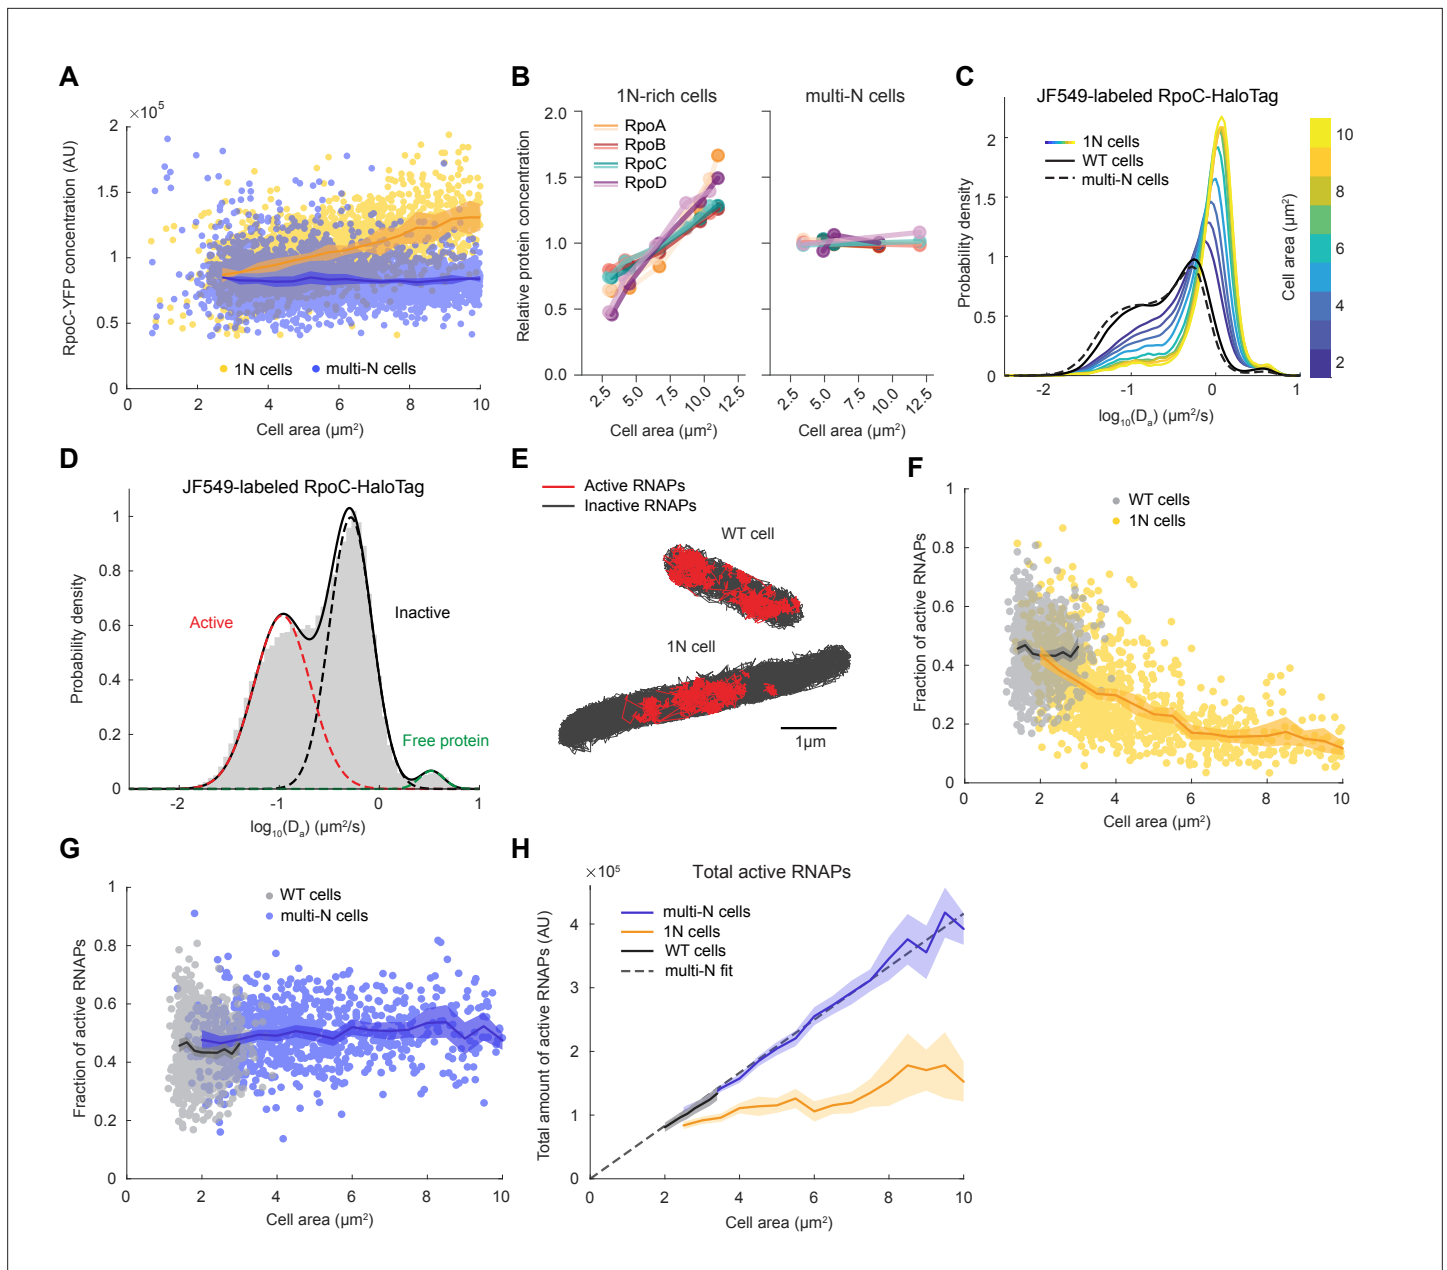 A
×10⁵
RpoC-YFP concentration (AU)
1.5
1
0.5
0
0
2
4
6
8
10
1N cells
multi-N cells
Cell area (µm²)
B
1N-rich cells
multi-N cells
Relative protein concentration
2.0
1.5
1.0
0.5
0.0
RpoA
RpoB
RpoC
RpoD
2.5
5.0
7.5
10.0
12.5
2.5
5.0
7.5
10.0
12.5
Cell area (µm²)
Cell area (µm²)
C
JF549-labeled RpoC-HaloTag
Probability density
2
1.5
1
0.5
0
1N cells
WT cells
multi-N cells
-2
-1
0
1
log₁₀(Dₐ) (µm²/s)
Cell area (µm²)
10
8
6
4
2
D
JF549-labeled RpoC-HaloTag
Probability density
1
0.8
0.6
0.4
0.2
0
Active
Inactive
Free protein
-2
-1
0
1
log₁₀(Dₐ) (µm²/s)
E
Active RNAPs
Inactive RNAPs
WT cell
1N cell
1µm
F
Fraction of active RNAPs
1
0.8
0.6
0.4
0.2
0
WT cells
1N cells
0
2
4
6
8
10
Cell area (µm²)
G
Fraction of active RNAPs
1
0.8
0.6
0.4
0.2
0
WT cells
multi-N cells
0
2
4
6
8
10
Cell area (µm²)
H
×10⁵
Total active RNAPs
Total amount of active RNAPs (AU)
4
3
2
1
0
multi-N cells
1N cells
WT cells
multi-N fit
0
2
4
6
8
10
Cell area (µm²)